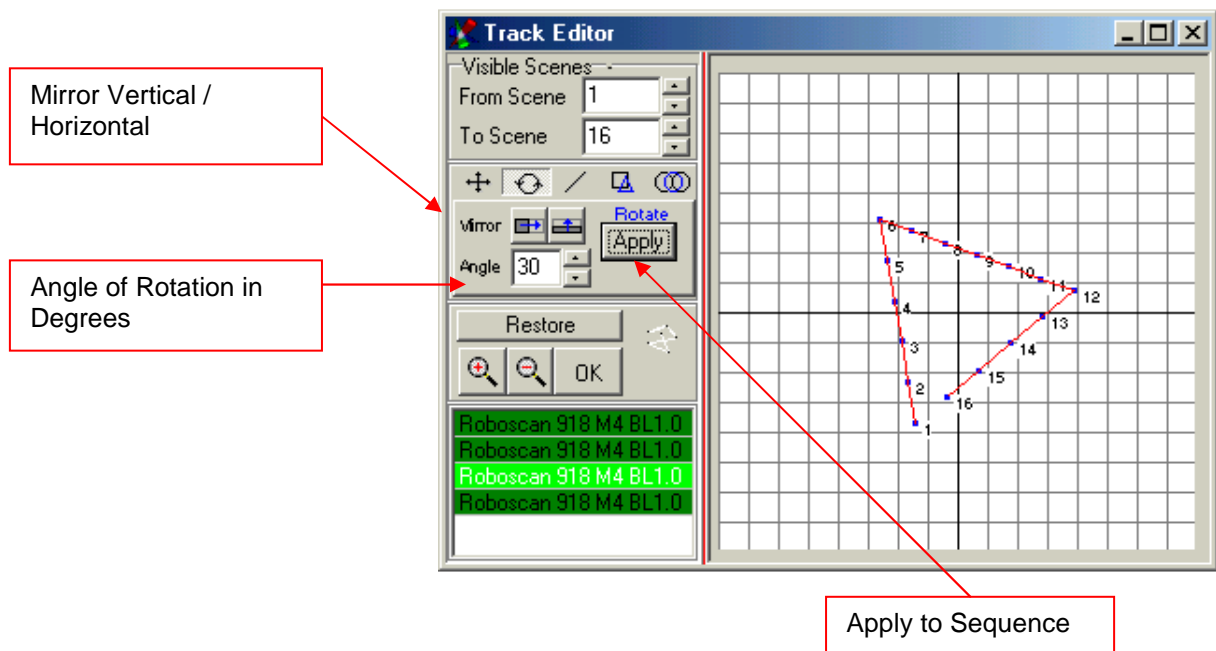 Track Editor
Mirror Vertical /
Horizontal
Visible Scenes
From Scene 1
To Scene 16
Mirror
Rotate
Apply
Angle 30
Angle of Rotation in
Degrees
Restore
OK
Roboscan 918 M4 BL1.0
Roboscan 918 M4 BL1.0
Roboscan 918 M4 BL1.0
Roboscan 918 M4 BL1.0
6
7
8
9
10
11
12
5
4
13
3
14
15
2
16
1
Apply to Sequence